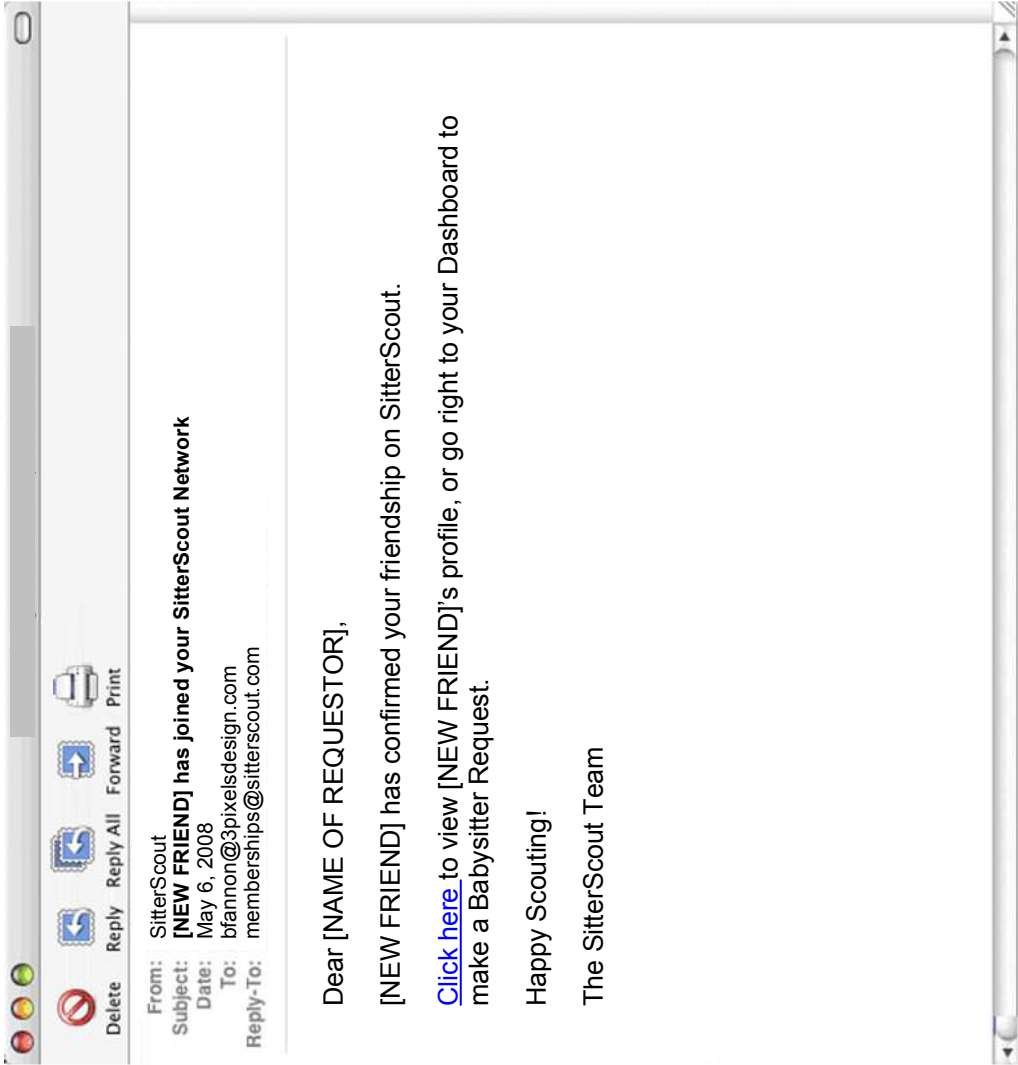 Delete Reply Reply All Forward Print
From: SitterScout
Subject: [NEW FRIEND] has joined your SitterScout Network
Date: May 6, 2008
To: bfannon@3pixelsdesign.com
Reply-To: memberships@sitterscout.com
Dear [NAME OF REQUESTOR],
[NEW FRIEND] has confirmed your friendship on SitterScout.
Click here to view [NEW FRIEND]'s profile, or go right to your Dashboard to
make a Babysitter Request.
Happy Scouting!
The SitterScout Team